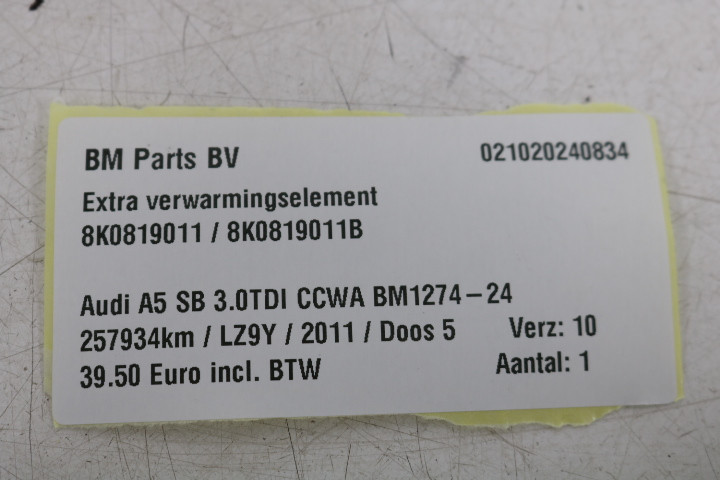 BM Parts BV 021020240834
Extra verwarmingselement
8K0819011 / 8K0819011B
Audi A5 SB 3.0TDI CCWA BM1274-24
257934km / LZ9Y / 2011 / Doos 5 Verz: 10
39.50 Euro incl. BTW Aantal: 1